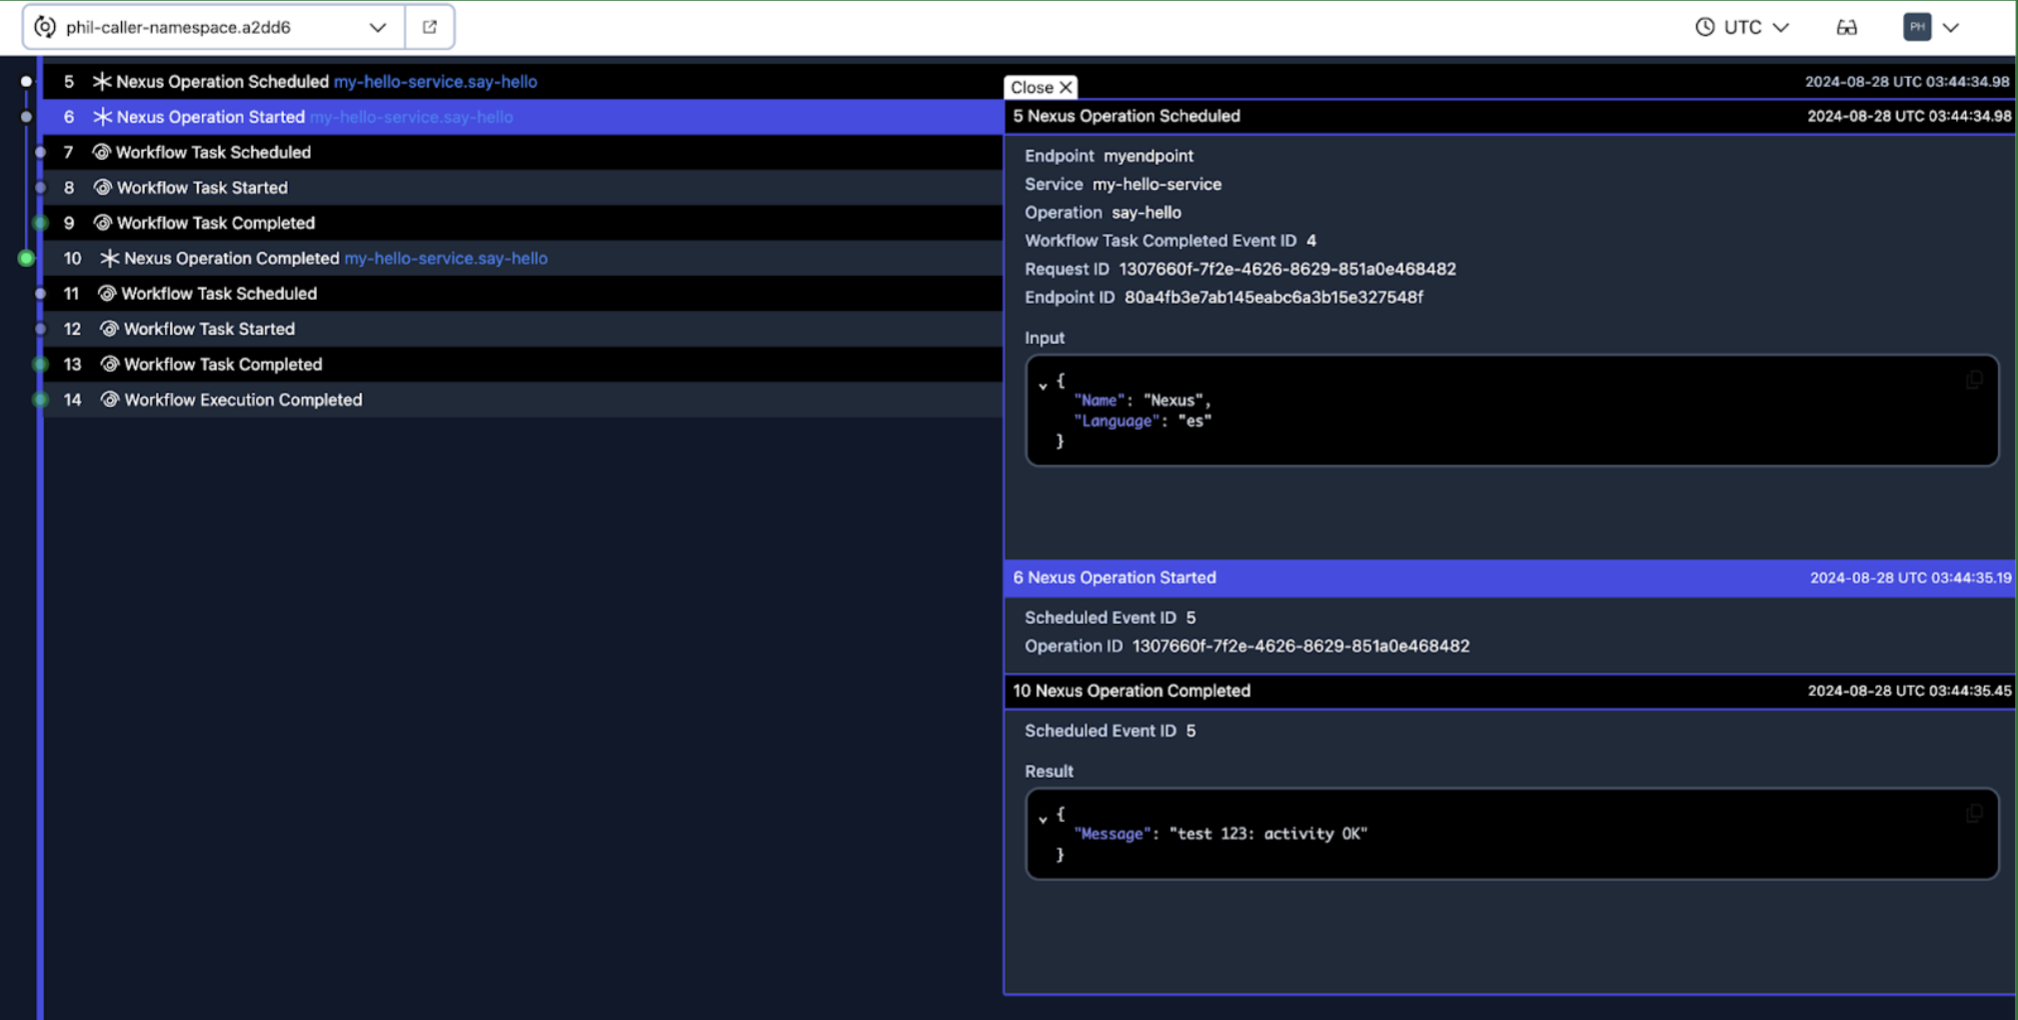 phil-caller-namespace.a2dd6
UTC
PH
5 Nexus Operation Scheduled my-hello-service.say-hello
2024-08-28 UTC 03:44:34.98
6 Nexus Operation Started my-hello-service.say-hello
7 Workflow Task Scheduled
8 Workflow Task Started
9 Workflow Task Completed
10 Nexus Operation Completed my-hello-service.say-hello
11 Workflow Task Scheduled
12 Workflow Task Started
13 Workflow Task Completed
14 Workflow Execution Completed
Close
5 Nexus Operation Scheduled 2024-08-28 UTC 03:44:34.98
Endpoint myendpoint
Service my-hello-service
Operation say-hello
Workflow Task Completed Event ID 4
Request ID 1307660f-7f2e-4626-8629-851a0e468482
Endpoint ID 80a4fb3e7ab145eabc6a3b15e327548f
Input
{
"Name": "Nexus",
"Language": "es"
}
6 Nexus Operation Started 2024-08-28 UTC 03:44:35.19
Scheduled Event ID 5
Operation ID 1307660f-7f2e-4626-8629-851a0e468482
10 Nexus Operation Completed 2024-08-28 UTC 03:44:35.45
Scheduled Event ID 5
Result
{
"Message": "test 123: activity OK"
}